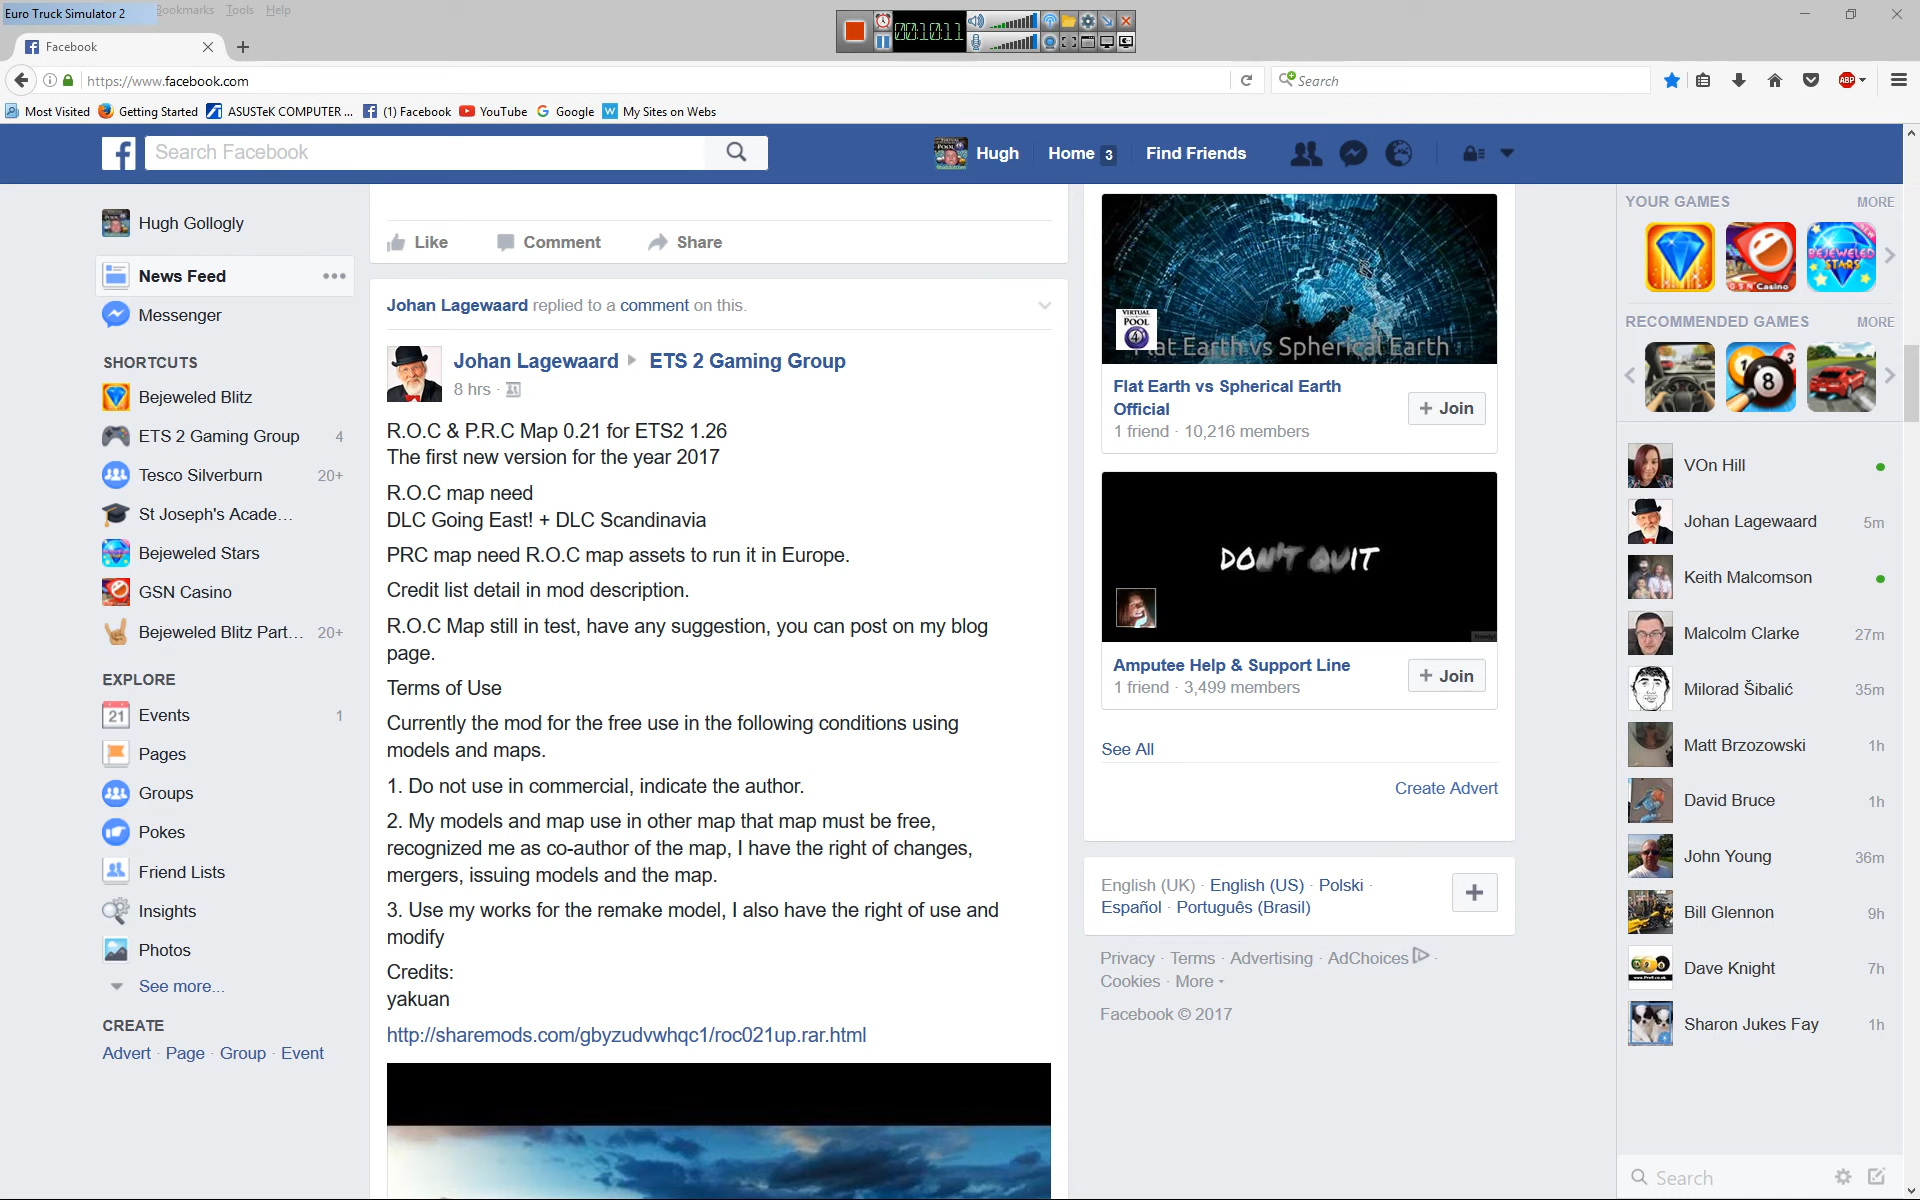 Euro Truck Simulator 2
Bookmarks Tools Help
00:10:11
Facebook
https://www.facebook.com
Search
ABP
Most Visited Getting Started ASUSTeK COMPUTER ... (1) Facebook YouTube Google My Sites on Webs
Search Facebook
Hugh Home 3 Find Friends
Hugh Gollogly
News Feed
Messenger
SHORTCUTS
Bejeweled Blitz
ETS 2 Gaming Group 4
Tesco Silverburn 20+
St Joseph's Acade...
Bejeweled Stars
GSN Casino
Bejeweled Blitz Part... 20+
EXPLORE
21 Events 1
Pages
Groups
Pokes
Friend Lists
Insights
Photos
See more...
CREATE
Advert · Page · Group · Event
Like Comment Share
Johan Lagewaard replied to a comment on this.
Johan Lagewaard ▸ ETS 2 Gaming Group
8 hrs ·
R.O.C & P.R.C Map 0.21 for ETS2 1.26
The first new version for the year 2017
R.O.C map need
DLC Going East! + DLC Scandinavia
PRC map need R.O.C map assets to run it in Europe.
Credit list detail in mod description.
R.O.C Map still in test, have any suggestion, you can post on my blog
page.
Terms of Use
Currently the mod for the free use in the following conditions using
models and maps.
1. Do not use in commercial, indicate the author.
2. My models and map use in other map that map must be free,
recognized me as co-author of the map, I have the right of changes,
mergers, issuing models and the map.
3. Use my works for the remake model, I also have the right of use and
modify
Credits:
yakuan
http://sharemods.com/gbyzudvwhqc1/roc021up.rar.html
VIRTUAL
POOL
4
Flat Earth vs Spherical Earth
Flat Earth vs Spherical Earth
Official
1 friend · 10,216 members
+ Join
DON'T QUIT
Amputee Help & Support Line
1 friend · 3,499 members
+ Join
See All
Create Advert
English (UK) · English (US) · Polski ·
Español · Português (Brasil)
Privacy · Terms · Advertising · AdChoices ·
Cookies · More
Facebook © 2017
YOUR GAMES MORE
GSN Casino
BEJEWELED
STARS
NEW
RECOMMENDED GAMES MORE
1
8
VOn Hill
Johan Lagewaard 5m
Keith Malcomson
Malcolm Clarke 27m
Milorad Šibalić 35m
Matt Brzozowski 1h
David Bruce 1h
John Young 36m
Bill Glennon 9h
Dave Knight 7h
Sharon Jukes Fay 1h
Search